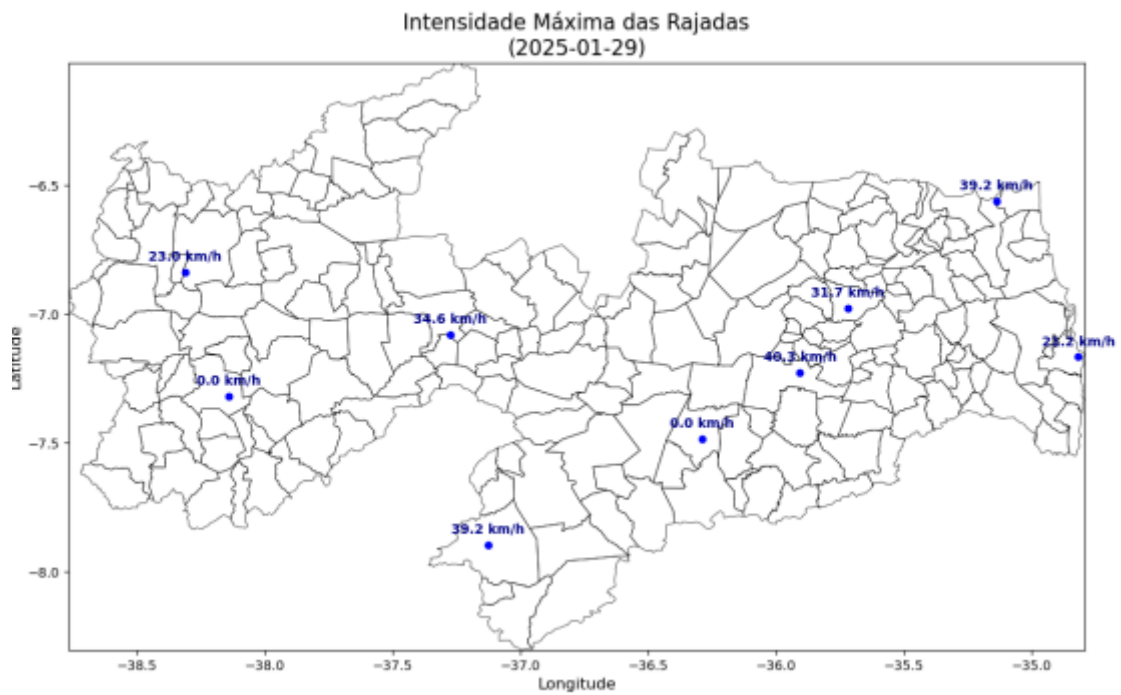 Intensidade Máxima das Rajadas
(2025-01-29)
39.2 km/h
23.0 km/h
31.7 km/h
34.6 km/h
23.2 km/h
40.3 km/h
0.0 km/h
0.0 km/h
39.2 km/h
Latitude
−6.5
−7.0
−7.5
−8.0
−38.5 −38.0 −37.5 −37.0 −36.5 −36.0 −35.5 −35.0
Longitude